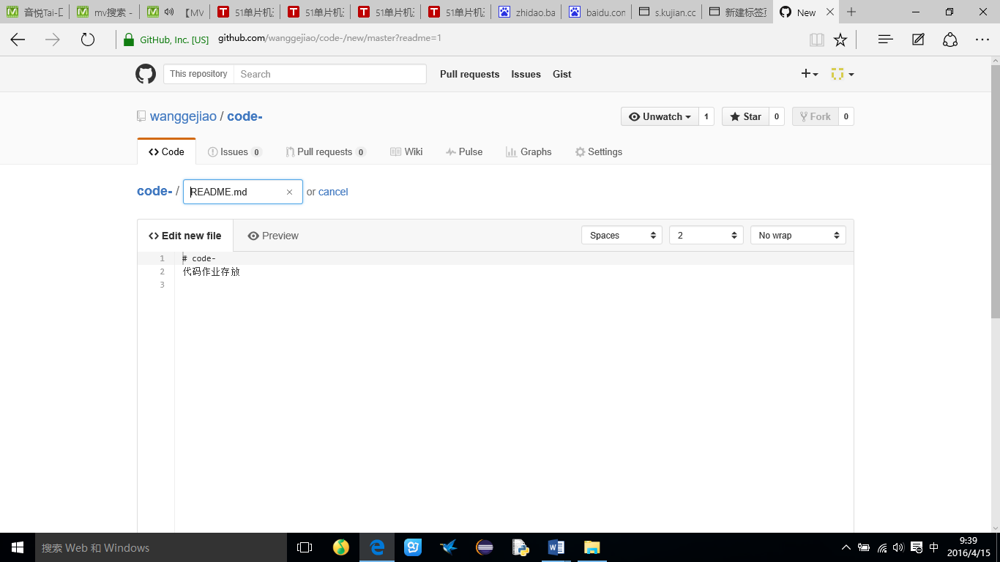 音悦Tai-口
mv搜索 -
【MV
51单片机
51单片机
51单片机
51单片机
zhidao.ba
baidu.con
s.kujian.cc
新建标签页
New
GitHub, Inc. [US]
github.com/wanggejiao/code-/new/master?readme=1
This repository Search Pull requests Issues Gist
wanggejiao / code- Unwatch 1 Star 0 Fork 0
Code Issues 0 Pull requests 0 Wiki Pulse Graphs Settings
code- / README.md or cancel
Edit new file Preview Spaces 2 No wrap
1 # code-
2 代码作业存放
3
搜索 Web 和 Windows
中
9:39
2016/4/15